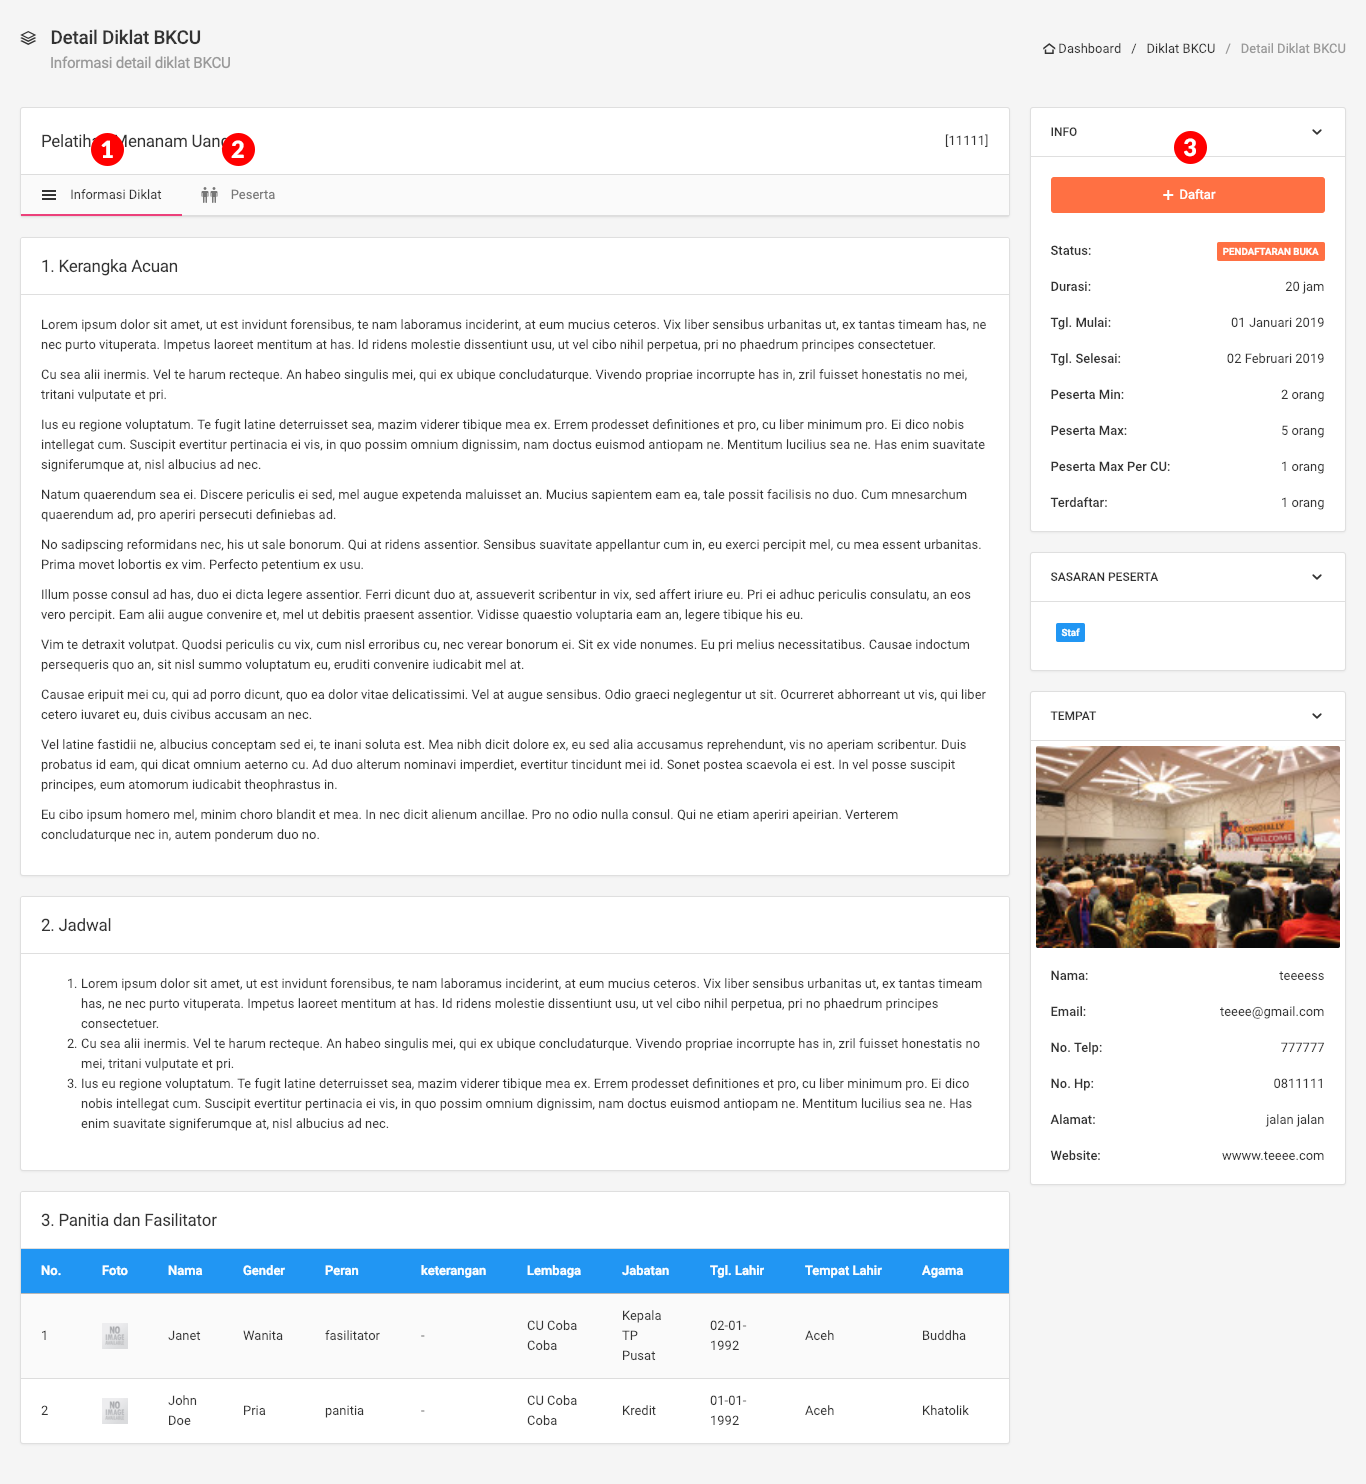 Detail Diklat BKCU
Informasi detail diklat BKCU
Dashboard / Diklat BKCU / Detail Diklat BKCU
Menanam
[11111]
1
2
Informasi Diklat
Peserta
1. Kerangka Acuan
Lorem ipsum dolor sit amet, ut est invidunt forensibus, te nam laboramus inciderint, at eum mucius ceteros. Vix liber sensibus urbanitas ut, ex tantas timeam has, ne
nec purto vituperata. Impetus laoreet mentitum at has. Id ridens molestie dissentiunt usu, ut vel cibo nihil perpetua, pri no phaedrum principes consectetuer.
Cu sea alii inermis. Vel te harum recteque. An habeo singulis mei, qui ex ubique concludaturque. Vivendo propriae incorrupte has in, zril fuisset honestatis no mei,
tritani vulputate et pri.
Ius eu regione voluptatum. Te fugit latine deterruisset sea, mazim viderer tibique mea ex. Errem prodesset definitiones et pro, cu liber minimum pro. Ei dico nobis
intellegat cum. Suscipit evertitur pertinacia ei vis, in quo possim omnium dignissim, nam doctus euismod antiopam ne. Mentitum lucilius sea ne. Has enim suavitate
signiferumque at, nisl albucius ad nec.
Natum quaerendum sea ei. Discere periculis ei sed, mel augue expetenda maluisset an. Mucius sapientem eam ea, tale possit facilisis no duo. Cum mnesarchum
quaerendum ad, pro aperiri persecuti definiebas ad.
No sadipscing reformidans nec, his ut sale bonorum. Qui at ridens assentior. Sensibus suavitate appellantur cum in, eu exerci percipit mel, cu mea essent urbanitas.
Prima movet lobortis ex vim. Perfecto petentium ex usu.
Illum posse consul ad has, duo ei dicta legere assentior. Ferri dicunt duo at, assueverit scribentur in vix, sed affert iriure eu. Pri ei adhuc periculis consulatu, an eos
vero percipit. Eam alii augue convenire et, mel ut debitis praesent assentior. Vidisse quaestio voluptaria eam an, legere tibique his eu.
Vim te detraxit volutpat. Quodsi periculis cu vix, cum nisl erroribus cu, nec verear bonorum ei. Sit ex vide nonumes. Eu pri melius necessitatibus. Causae indoctum
persequeris quo an, sit nisl summo voluptatum eu, eruditi convenire iudicabit mel at.
Causae eripuit mei cu, qui ad porro dicunt, quo ea dolor vitae delicatissimi. Vel at augue sensibus. Odio graeci neglegentur ut sit. Ocurreret abhorreant ut vis, qui liber
cetero iuvaret eu, duis civibus accusam an nec.
Vel latine fastidii ne, albucius conceptam sed ei, te inani soluta est. Mea nibh dicit dolore ex, eu sed alia accusamus reprehendunt, vis no aperiam scribentur. Duis
probatus id eam, qui dicat omnium aeterno cu. Ad duo alterum nominavi imperdiet, evertitur tincidunt mei id. Sonet postea scaevola ei est. In vel posse suscipit
principes, eum atomorum iudicabit theophrastus in.
Eu cibo ipsum homero mel, minim choro blandit et mea. In nec dicit alienum ancillae. Pro no odio nulla consul. Qui ne etiam aperiri apeirian. Verterem
concludaturque nec in, autem ponderum duo no.
2. Jadwal
1. Lorem ipsum dolor sit amet, ut est invidunt forensibus, te nam laboramus inciderint, at eum mucius ceteros. Vix liber sensibus urbanitas ut, ex tantas timeam
has, ne nec purto vituperata. Impetus laoreet mentitum at has. Id ridens molestie dissentiunt usu, ut vel cibo nihil perpetua, pri no phaedrum principes
consectetuer.
2. Cu sea alii inermis. Vel te harum recteque. An habeo singulis mei, qui ex ubique concludaturque. Vivendo propriae incorrupte has in, zril fuisset honestatis no
mei, tritani vulputate et pri.
3. Ius eu regione voluptatum. Te fugit latine deterruisset sea, mazim viderer tibique mea ex. Errem prodesset definitiones et pro, cu liber minimum pro. Ei dico
nobis intellegat cum. Suscipit evertitur pertinacia ei vis, in quo possim omnium dignissim, nam doctus euismod antiopam ne. Mentitum lucilius sea ne. Has
enim suavitate signiferumque at, nisl albucius ad nec.
3. Panitia dan Fasilitator
No. Foto Nama Gender Peran keterangan Lembaga Jabatan Tgl. Lahir Tempat Lahir Agama
1 NO IMAGE AVAILABLE Janet Wanita fasilitator - CU Coba Coba Kepala TP Pusat 02-01-1992 Aceh Buddha
2 NO IMAGE AVAILABLE John Doe Pria panitia - CU Coba Coba Kredit 01-01-1992 Aceh Khatolik
INFO
3
+ Daftar
Status: PENDAFTARAN BUKA
Durasi: 20 jam
Tgl. Mulai: 01 Januari 2019
Tgl. Selesai: 02 Februari 2019
Peserta Min: 2 orang
Peserta Max: 5 orang
Peserta Max Per CU: 1 orang
Terdaftar: 1 orang
SASARAN PESERTA
Staf
TEMPAT
CORDIALLY
WELCOME
Nama: teeeess
Email: teeee@gmail.com
No. Telp: 777777
No. Hp: 0811111
Alamat: jalan jalan
Website: wwww.teeee.com